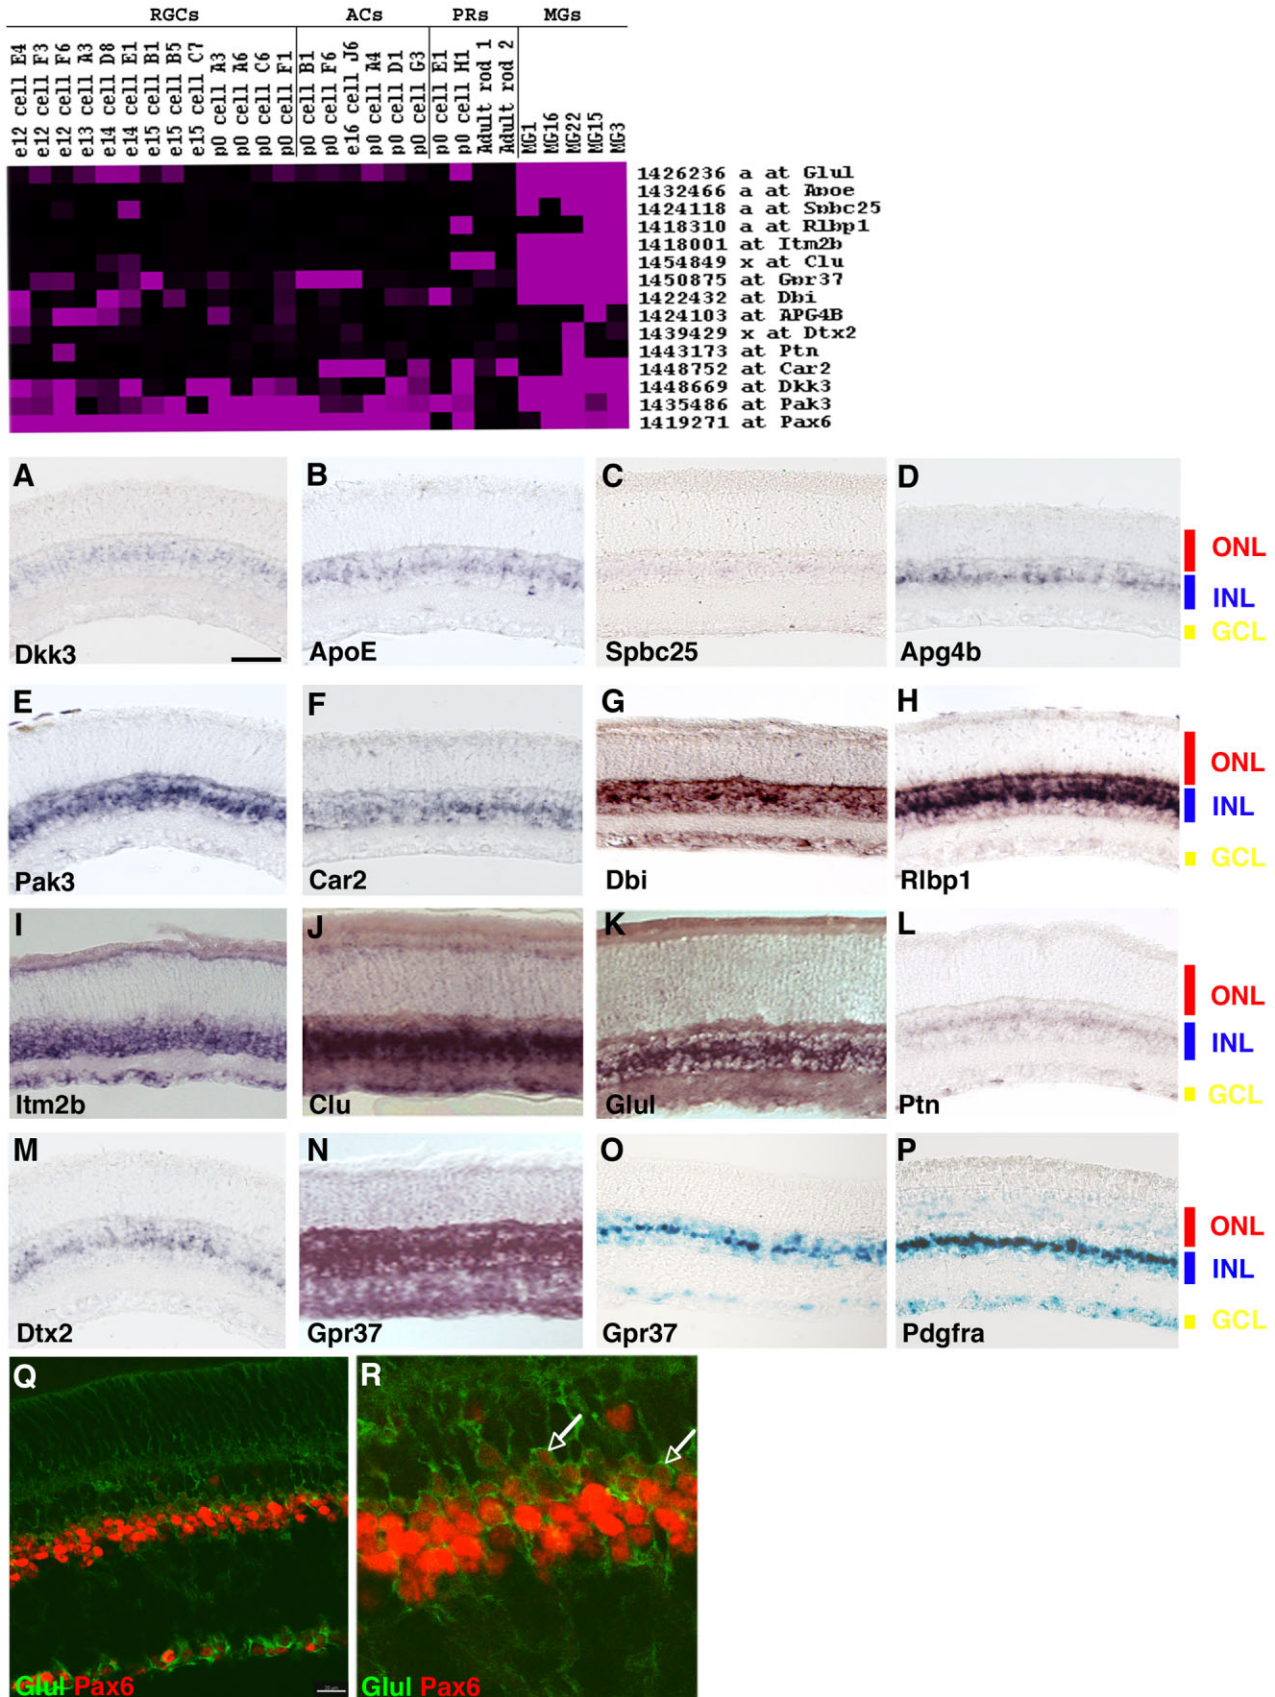 RGCs ACs PRs MGs
e12 cell E4
e12 cell F3
e12 cell F6
e13 cell A3
e14 cell D8
e14 cell E1
e15 cell B1
e15 cell B5
e15 cell C7
p0 cell A3
p0 cell A6
p0 cell C6
p0 cell F1
p0 cell B1
p0 cell F6
e16 cell J6
p0 cell A4
p0 cell D1
p0 cell G3
p0 cell E1
p0 cell H1
Adult rod 1
Adult rod 2
MG1
MG16
MG22
MG15
MG3
1426236 a at Glul
1432466 a at Apoe
1424118 a at Spbc25
1418310 a at Rlbp1
1418001 at Itm2b
1454849 x at Clu
1450875 at Gpr37
1422432 at Dbi
1424103 at APG4B
1439429 x at Dtx2
1443173 at Ptn
1448752 at Car2
1448669 at Dkk3
1435486 at Pak3
1419271 at Pax6
A B C D
ONL
INL
GCL
Dkk3 ApoE Spbc25 Apg4b
E F G H
ONL
INL
GCL
Pak3 Car2 Dbi Rlbp1
I J K L
ONL
INL
GCL
Itm2b Clu Glul Ptn
M N O P
ONL
INL
GCL
Dtx2 Gpr37 Gpr37 Pdgfra
Q R
Glul Pax6 Glul Pax6